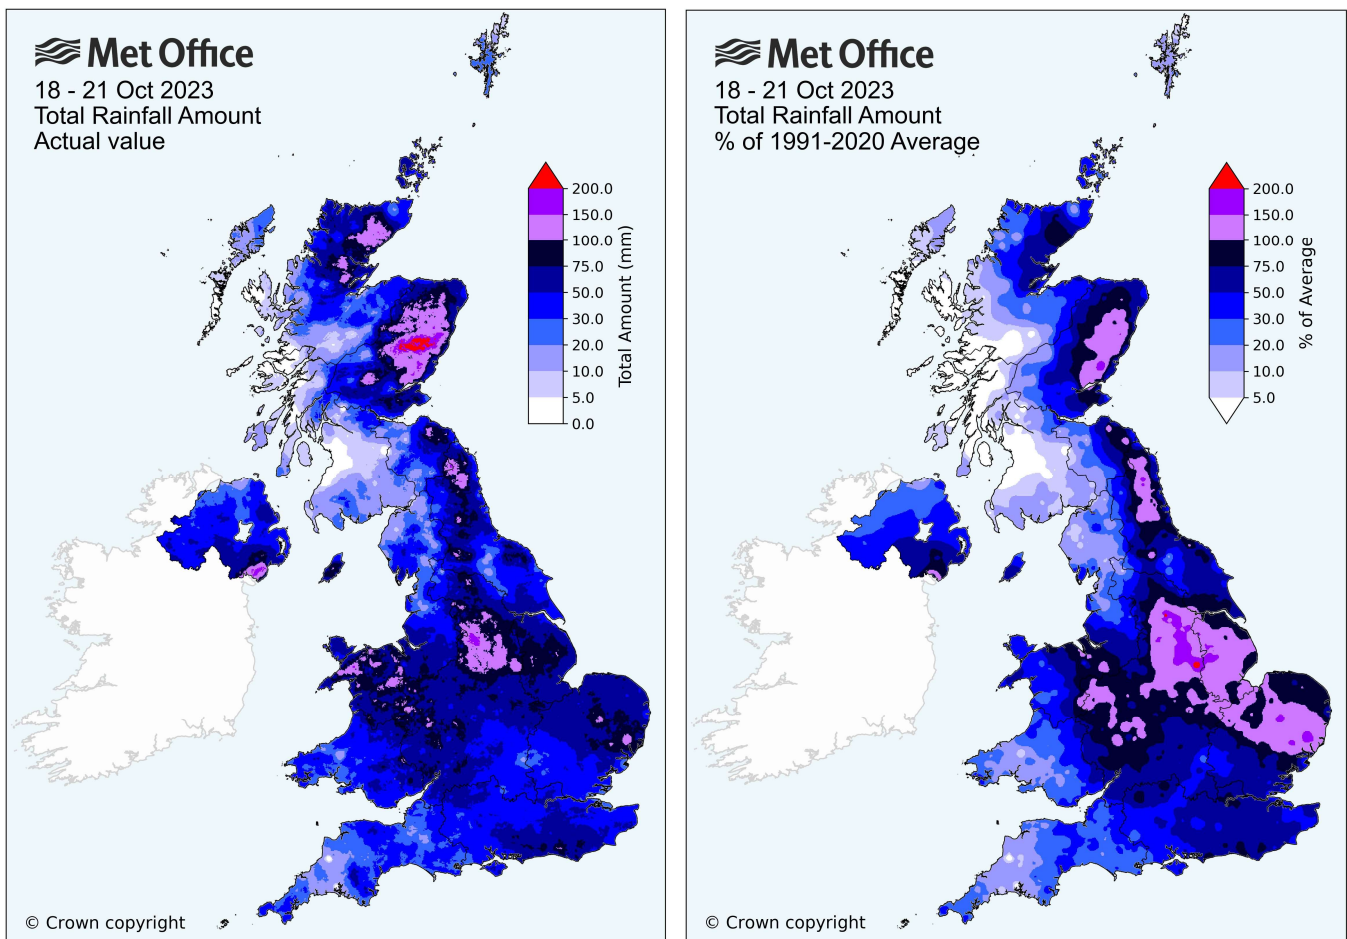 Met Office
18 - 21 Oct 2023
Total Rainfall Amount
Actual value
200.0
150.0
100.0
75.0
50.0
30.0
20.0
10.0
5.0
0.0
Total Amount (mm)
© Crown copyright
Met Office
18 - 21 Oct 2023
Total Rainfall Amount
% of 1991-2020 Average
200.0
150.0
100.0
75.0
50.0
30.0
20.0
10.0
5.0
% of Average
© Crown copyright